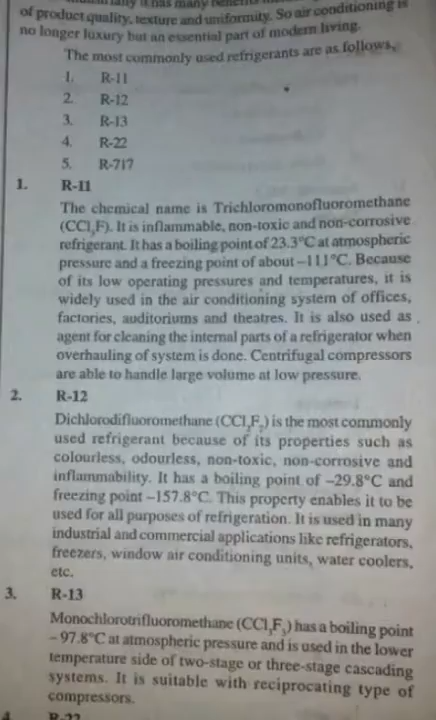 of product quality, texture and uniformity. So air conditioning is
no longer luxury but an essential part of modern living.
The most commonly used refrigerants are as follows,
1. R-11
2. R-12
3. R-13
4. R-22
5. R-717
1. R-11
The chemical name is Trichloromonofluoromethane
(CCl₃F). It is inflammable, non-toxic and non-corrosive
refrigerant. It has a boiling point of 23.3°C at atmospheric
pressure and a freezing point of about –111°C. Because
of its low operating pressures and temperatures, it is
widely used in the air conditioning system of offices,
factories, auditoriums and theatres. It is also used as
agent for cleaning the internal parts of a refrigerator when
overhauling of system is done. Centrifugal compressors
are able to handle large volume at low pressure.
2. R-12
Dichlorodifluoromethane (CCl₂F₂) is the most commonly
used refrigerant because of its properties such as
colourless, odourless, non-toxic, non-corrosive and
inflammability. It has a boiling point of –29.8°C and
freezing point –157.8°C. This property enables it to be
used for all purposes of refrigeration. It is used in many
industrial and commercial applications like refrigerators,
freezers, window air conditioning units, water coolers,
etc.
3. R-13
Monochlorotrifluoromethane (CCl₁F₃) has a boiling point
–97.8°C at atmospheric pressure and is used in the lower
temperature side of two-stage or three-stage cascading
systems. It is suitable with reciprocating type of
compressors.
4. R-22